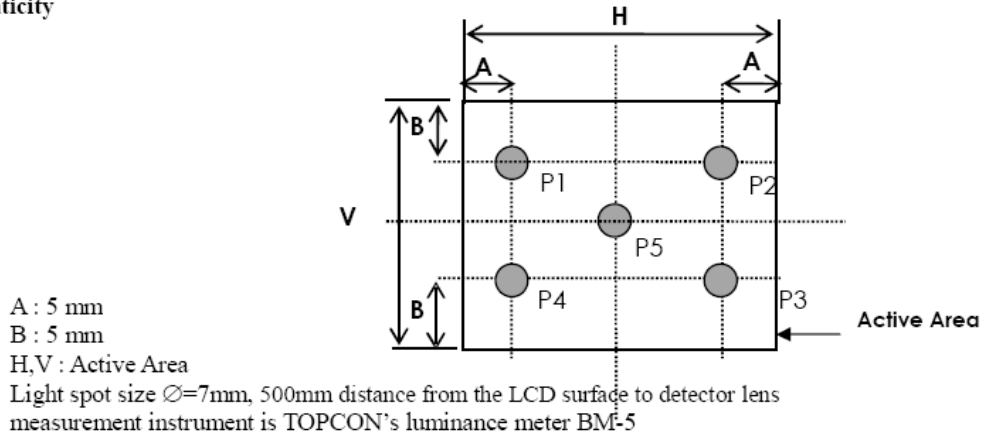 H
A
A
B
P1
P2
V
P5
B
P4
P3
A : 5 mm
B : 5 mm
Active Area
H,V : Active Area
Light spot size ∅=7mm, 500mm distance from the LCD surface to detector lens
measurement instrument is TOPCON’s luminance meter BM-5